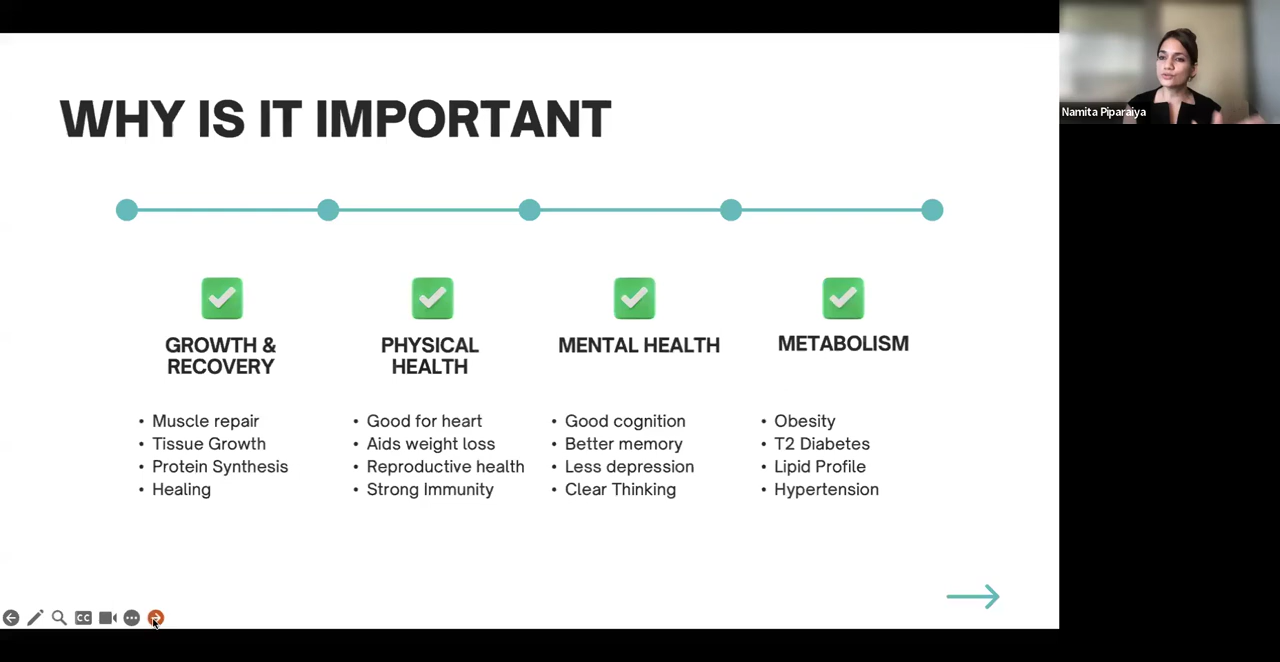 WHY IS IT IMPORTANT
GROWTH &
RECOVERY
• Muscle repair
• Tissue Growth
• Protein Synthesis
• Healing
PHYSICAL
HEALTH
• Good for heart
• Aids weight loss
• Reproductive health
• Strong Immunity
MENTAL HEALTH
• Good cognition
• Better memory
• Less depression
• Clear Thinking
METABOLISM
• Obesity
• T2 Diabetes
• Lipid Profile
• Hypertension
CC
Namita Piparaiya